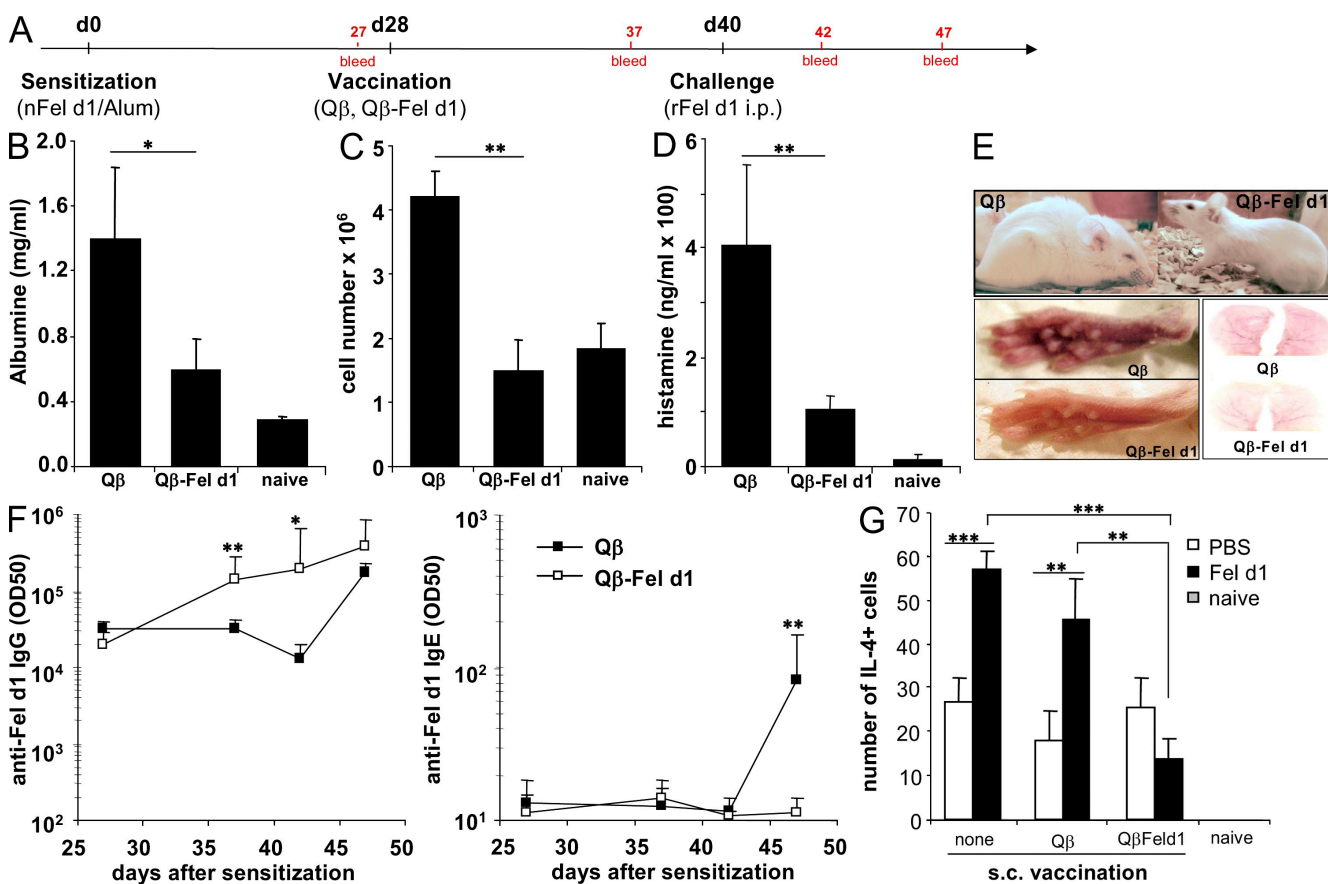 A
d0
27
d28
37
d40
42
47
bleed
bleed
bleed
bleed
Sensitization
(nFel d1/Alum)
Vaccination
(Qβ, Qβ-Fel d1)
Challenge
(rFel d1 i.p.)
B
Albumine (mg/ml)
2.0
1.6
1.2
0.8
0.4
0.0
*
Qβ
Qβ-Fel d1
naive
C
cell number x 10⁶
5
4
3
2
1
0
**
Qβ
Qβ-Fel d1
naive
D
histamine (ng/ml x 100)
6
4
2
0
**
Qβ
Qβ-Fel d1
naive
E
Qβ
Qβ-Fel d1
Qβ
Qβ-Fel d1
Qβ
Qβ-Fel d1
F
anti-Fel d1 IgG (OD50)
10⁶
10⁵
10⁴
10³
10²
**
*
25 30 35 40 45 50
days after sensitization
anti-Fel d1 IgE (OD50)
10³
10²
10¹
Qβ
Qβ-Fel d1
**
25 30 35 40 45 50
days after sensitization
G
number of IL-4+ cells
70
60
50
40
30
20
10
0
***
***
**
**
PBS
Fel d1
naive
none
Qβ
QβFeld1
naive
s.c. vaccination